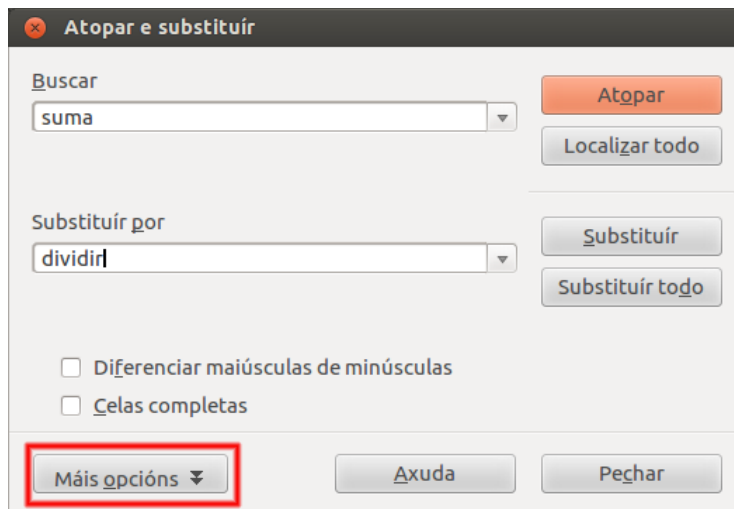 Atopar e substituír
Buscar
suma
Atopar
Localizar todo
Substituír por
dividir
Substituír
Substituír todo
Diferenciar maiúsculas de minúsculas
Celas completas
Máis opcións
Axuda
Pechar